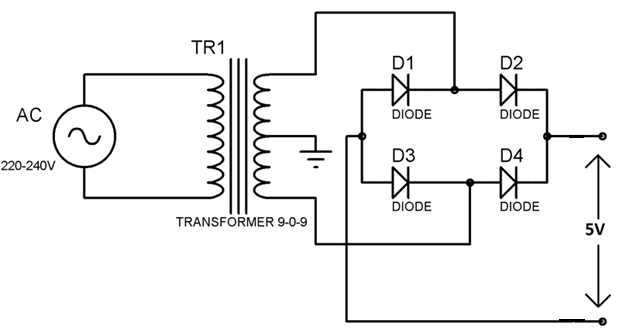 TR1
AC
220-240V
TRANSFORMER 9-0-9
D1
DIODE
D2
DIODE
D3
DIODE
D4
DIODE
5V